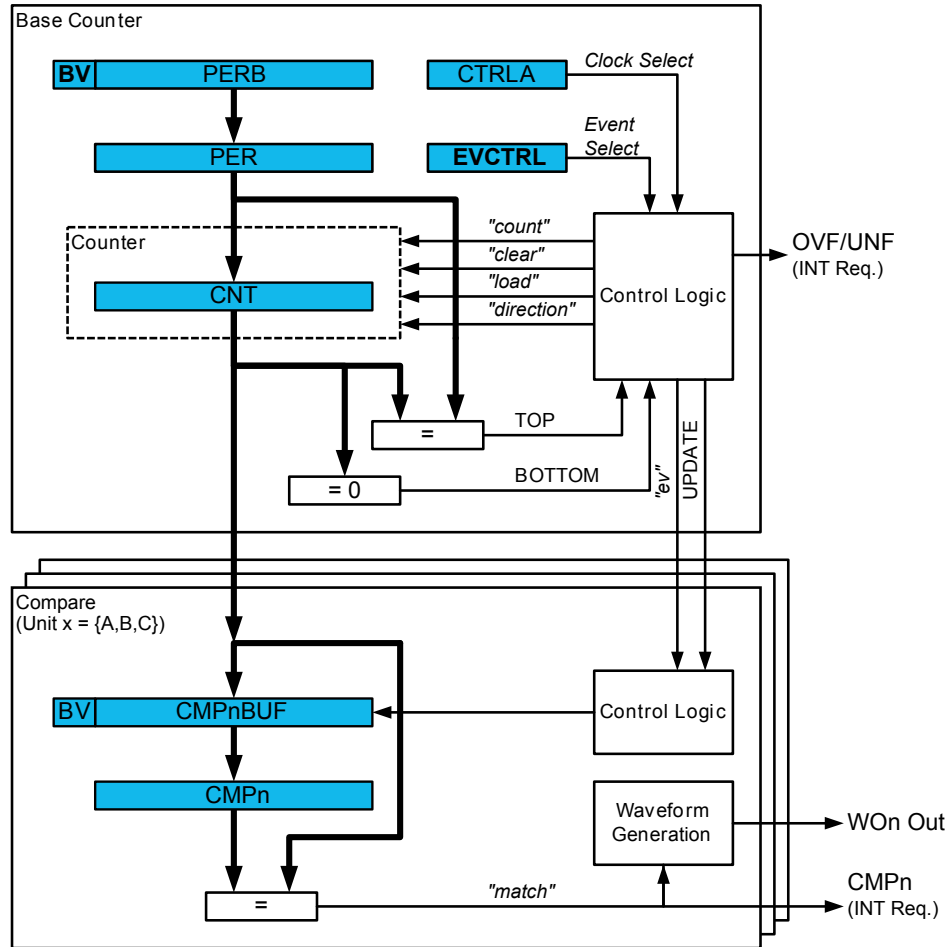 Base Counter
BV
PERB
CTRLA
Clock Select
PER
EVCTRL
Event
Select
Counter
CNT
"count"
"clear"
"load"
"direction"
Control Logic
OVF/UNF
(INT Req.)
=
TOP
= 0
BOTTOM
"ev"
UPDATE
Compare
(Unit x = {A,B,C})
BV
CMPnBUF
Control Logic
CMPn
Waveform
Generation
WOn Out
=
"match"
CMPn
(INT Req.)